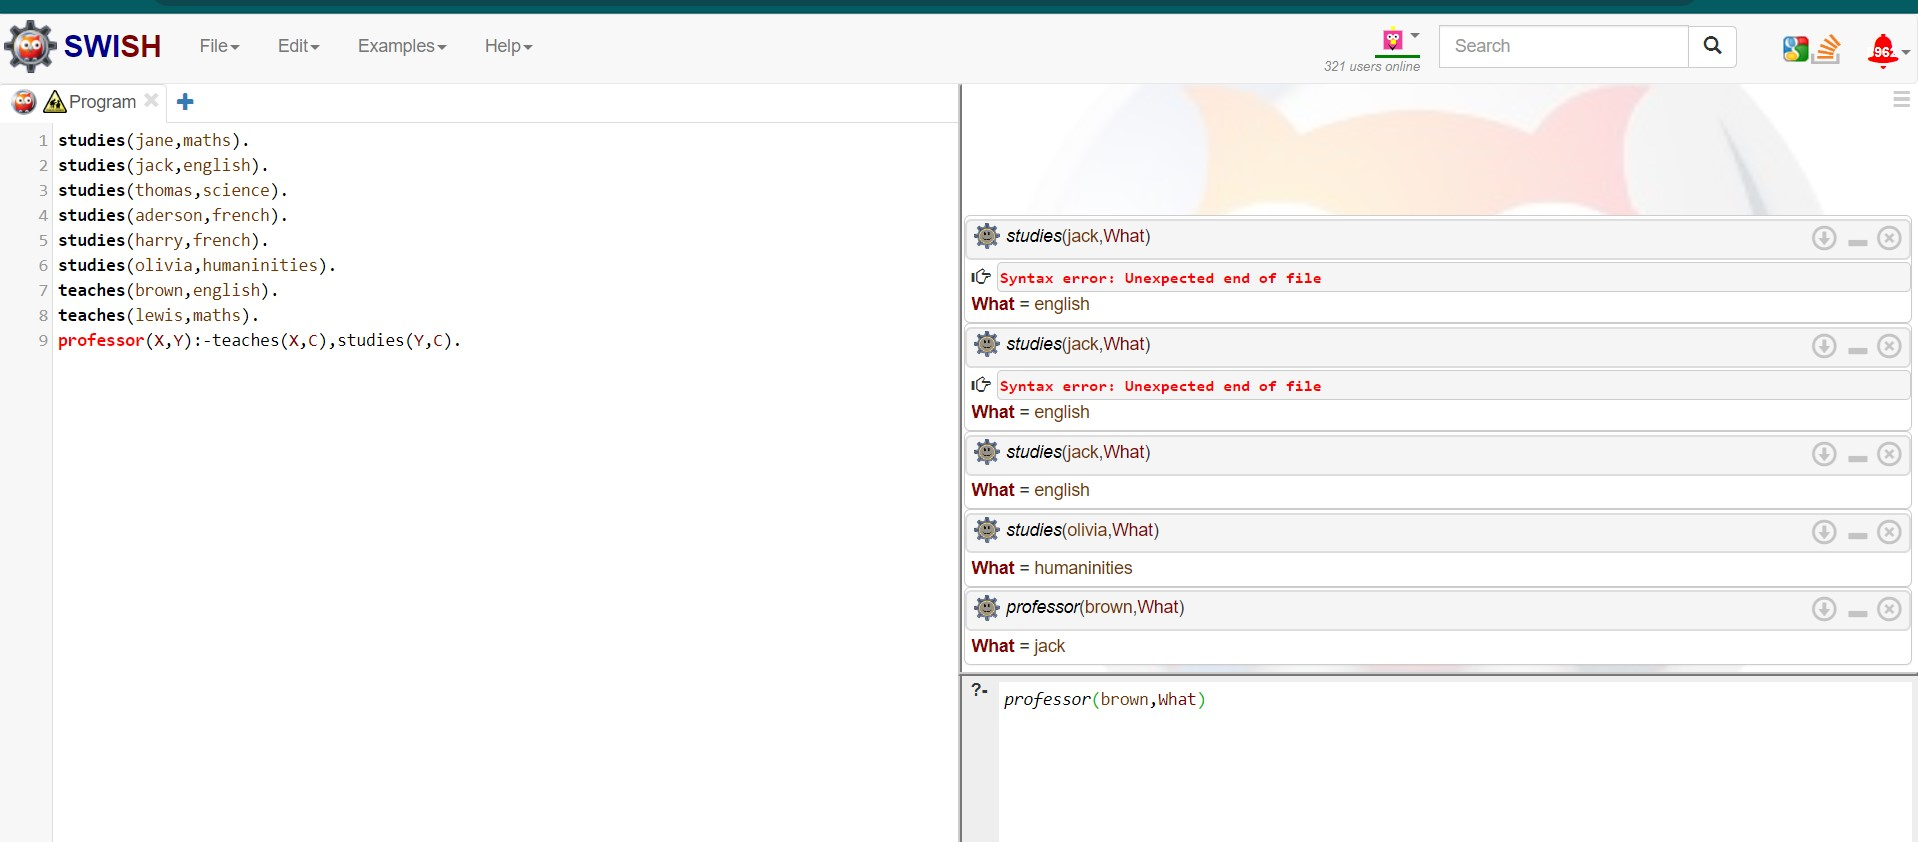 SWISH File Edit Examples Help 321 users online Search 96
Program
1 studies(jane,maths).
2 studies(jack,english).
3 studies(thomas,science).
4 studies(aderson,french).
5 studies(harry,french).
6 studies(olivia,humaninities).
7 teaches(brown,english).
8 teaches(lewis,maths).
9 professor(X,Y):-teaches(X,C),studies(Y,C).
studies(jack,What)
Syntax error: Unexpected end of file
What = english
studies(jack,What)
Syntax error: Unexpected end of file
What = english
studies(jack,What)
What = english
studies(olivia,What)
What = humaninities
professor(brown,What)
What = jack
?- professor(brown,What)